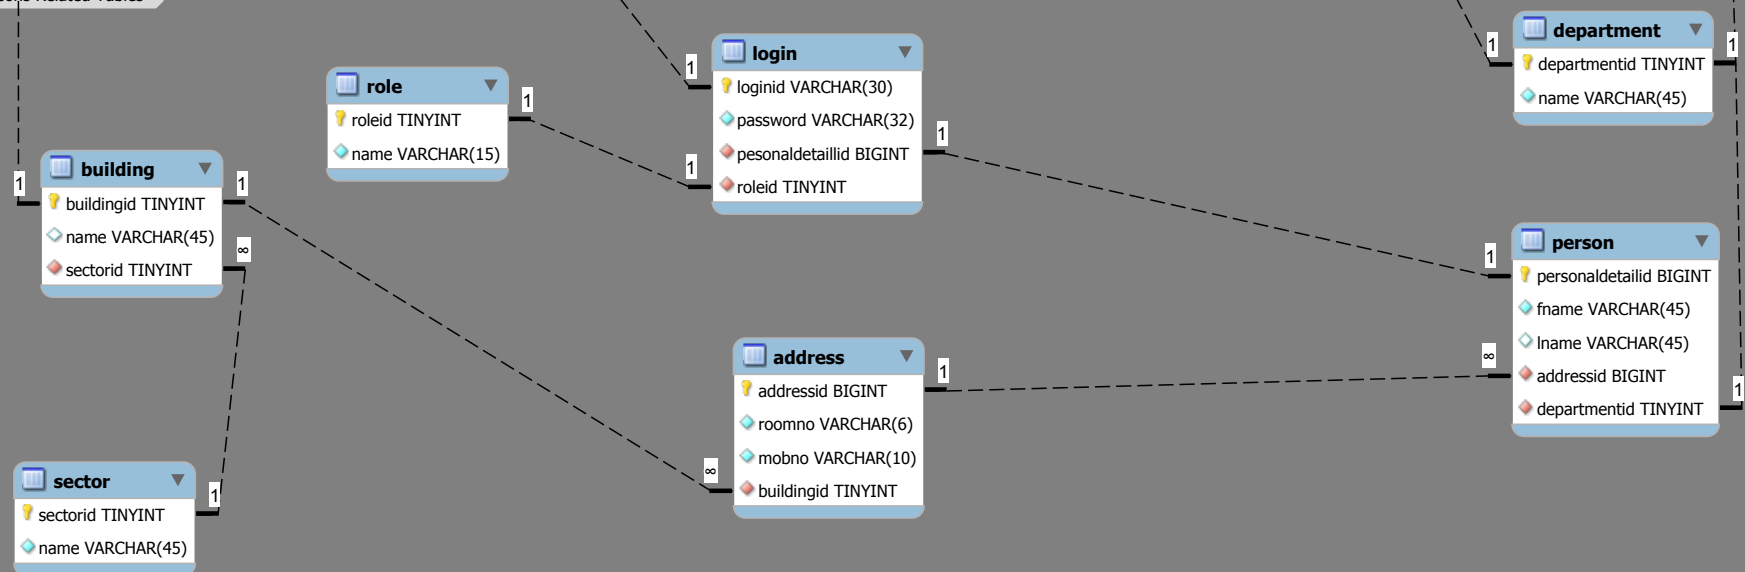 Related Tables
role
roleid TINYINT
name VARCHAR(15)
1
login
loginid VARCHAR(30)
password VARCHAR(32)
pesonaldetaillid BIGINT
roleid TINYINT
1
1
1
department
departmentid TINYINT
name VARCHAR(45)
1
1
building
buildingid TINYINT
name VARCHAR(45)
sectorid TINYINT
1
1
∞
person
personaldetailid BIGINT
fname VARCHAR(45)
lname VARCHAR(45)
addressid BIGINT
departmentid TINYINT
1
∞
1
address
addressid BIGINT
roomno VARCHAR(6)
mobno VARCHAR(10)
buildingid TINYINT
1
∞
sector
sectorid TINYINT
name VARCHAR(45)
1